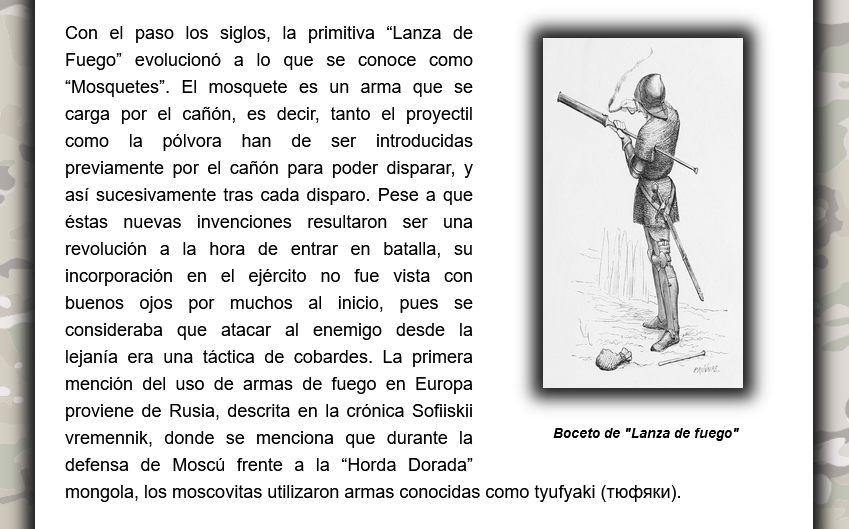 Con el paso los siglos, la primitiva “Lanza de
Fuego” evolucionó a lo que se conoce como
“Mosquetes”. El mosquete es un arma que se
carga por el cañón, es decir, tanto el proyectil
como la pólvora han de ser introducidas
previamente por el cañón para poder disparar, y
así sucesivamente tras cada disparo. Pese a que
éstas nuevas invenciones resultaron ser una
revolución a la hora de entrar en batalla, su
incorporación en el ejército no fue vista con
buenos ojos por muchos al inicio, pues se
consideraba que atacar al enemigo desde la
lejanía era una táctica de cobardes. La primera
mención del uso de armas de fuego en Europa
proviene de Rusia, descrita en la crónica Sofiiskii
vremennik, donde se menciona que durante la
defensa de Moscú frente a la “Horda Dorada”
mongola, los moscovitas utilizaron armas conocidas como tyufyaki (тюфяки).
Boceto de "Lanza de fuego"